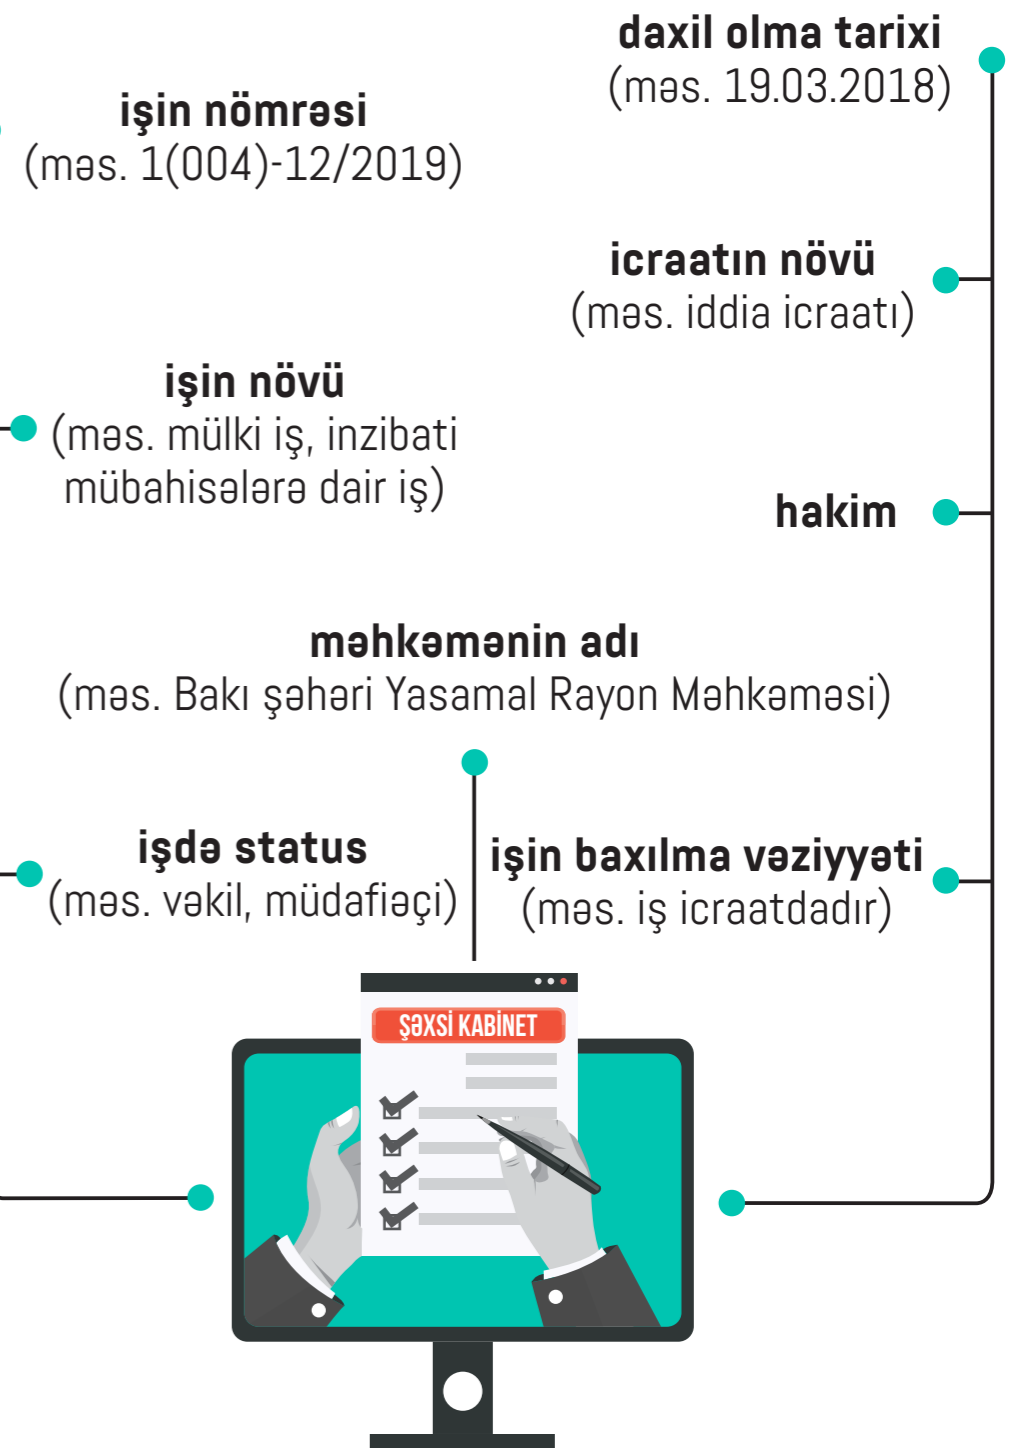 daxil olma tarixi
(məs. 19.03.2018)
işin nömrəsi
(məs. 1(004)-12/2019)
icraatın növü
(məs. iddia icraatı)
işin növü
(məs. mülki iş, inzibati
mübahisələrə dair iş)
hakim
məhkəmənin adı
(məs. Bakı şəhəri Yasamal Rayon Məhkəməsi)
işdə status
(məs. vəkil, müdafiəçi)
işin baxılma vəziyyəti
(məs. iş icraatdadır)
ŞƏXSİ KABİNET